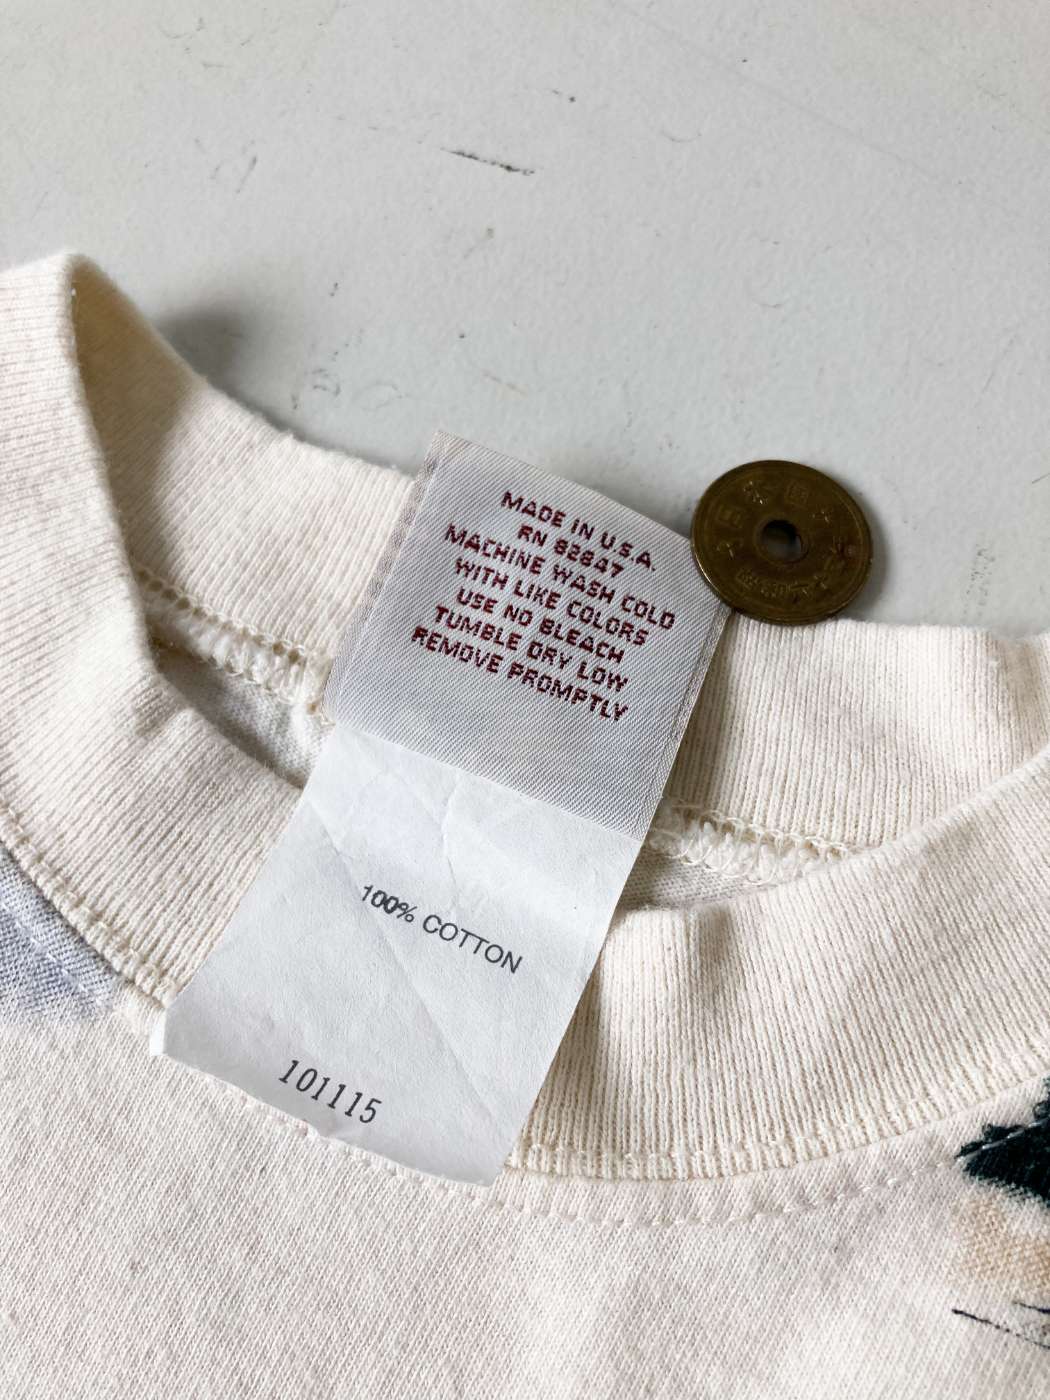 MADE IN U.S.A.
RN 82847
MACHINE WASH COLD
WITH LIKE COLORS
USE NO BLEACH
TUMBLE DRY LOW
REMOVE PROMPTLY
100% COTTON
101115